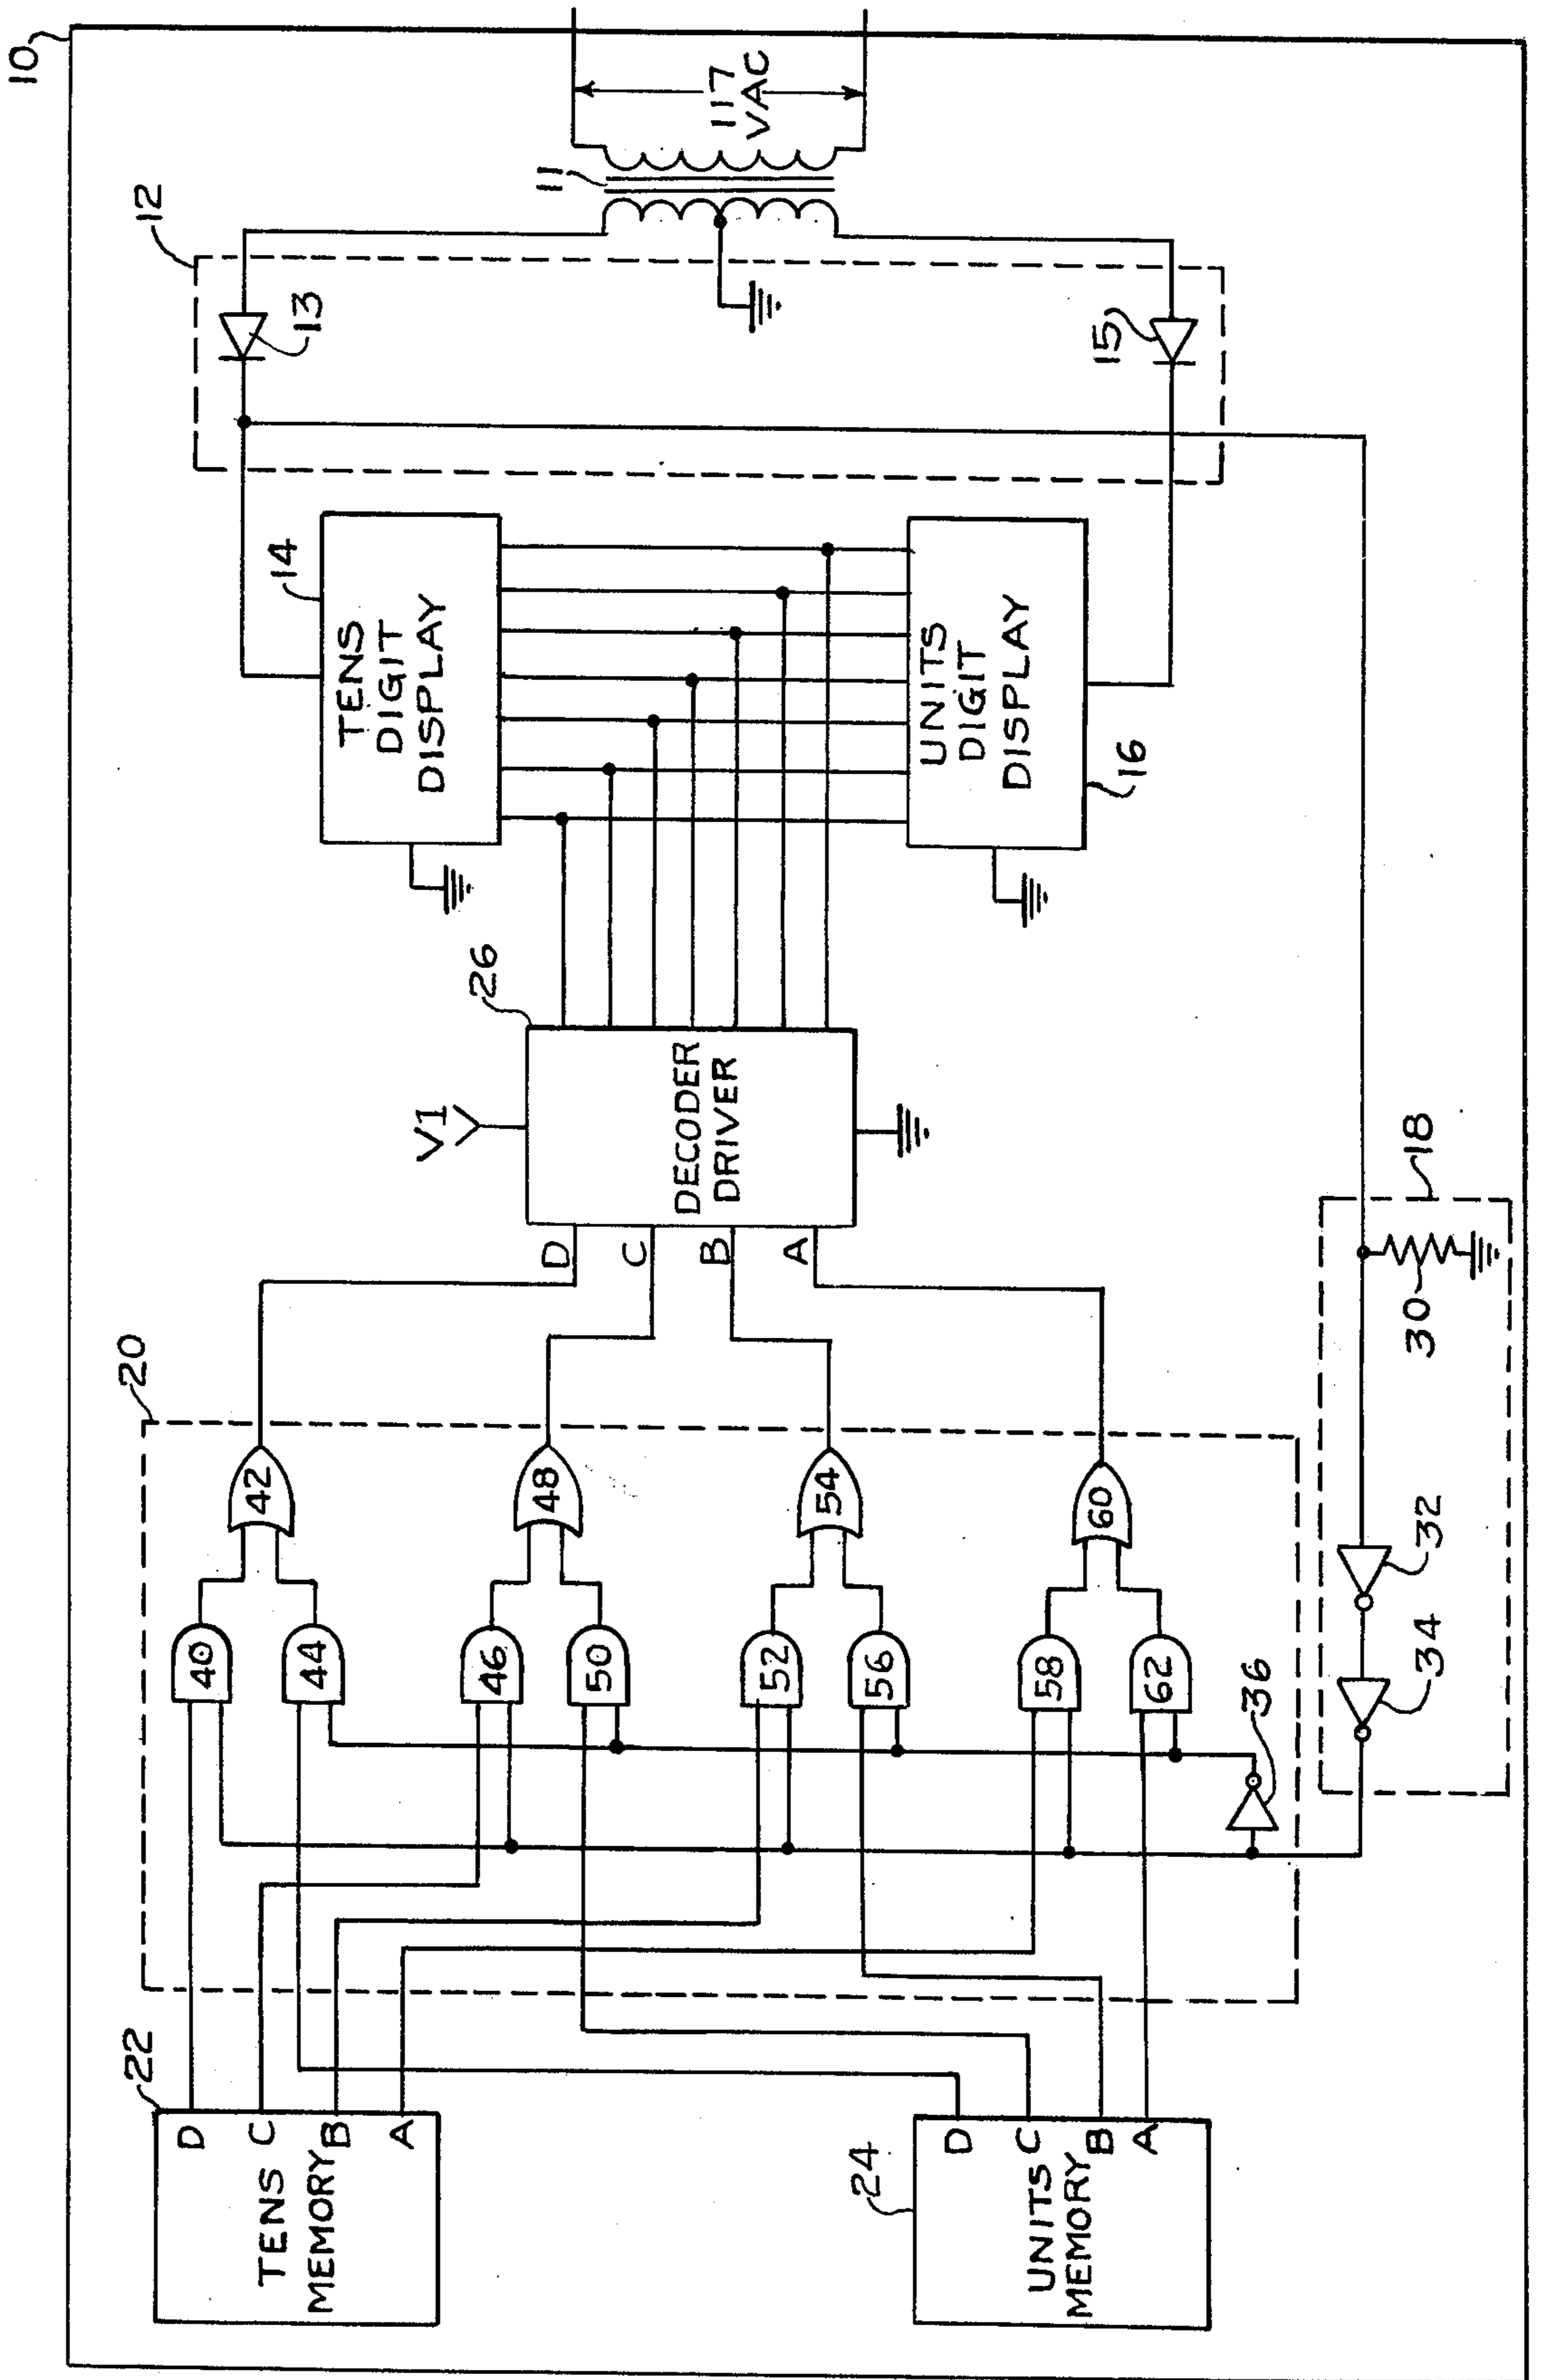 10
12
11
117
VAC
13
15
14
TENS
DIGIT
DISPLAY
UNITS
DIGIT
DISPLAY
16
26
V1
DECODER
DRIVER
D
C
B
A
18
30
32
34
20
42
48
54
60
40
44
46
50
52
56
58
62
36
22
D
C
B
A
TENS
MEMORY
24
D
C
B
A
UNITS
MEMORY